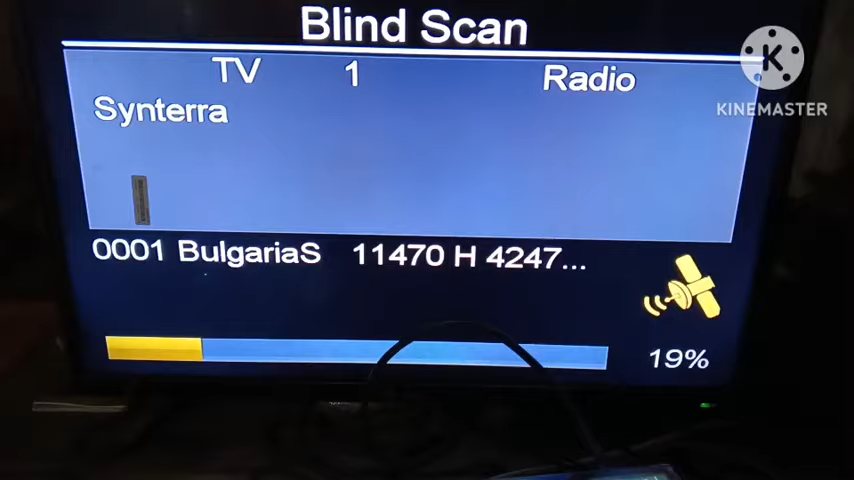 Blind Scan
TV 1 Radio
Synterra
0001 BulgariaS 11470 H 4247...
19%
K
KINEMASTER